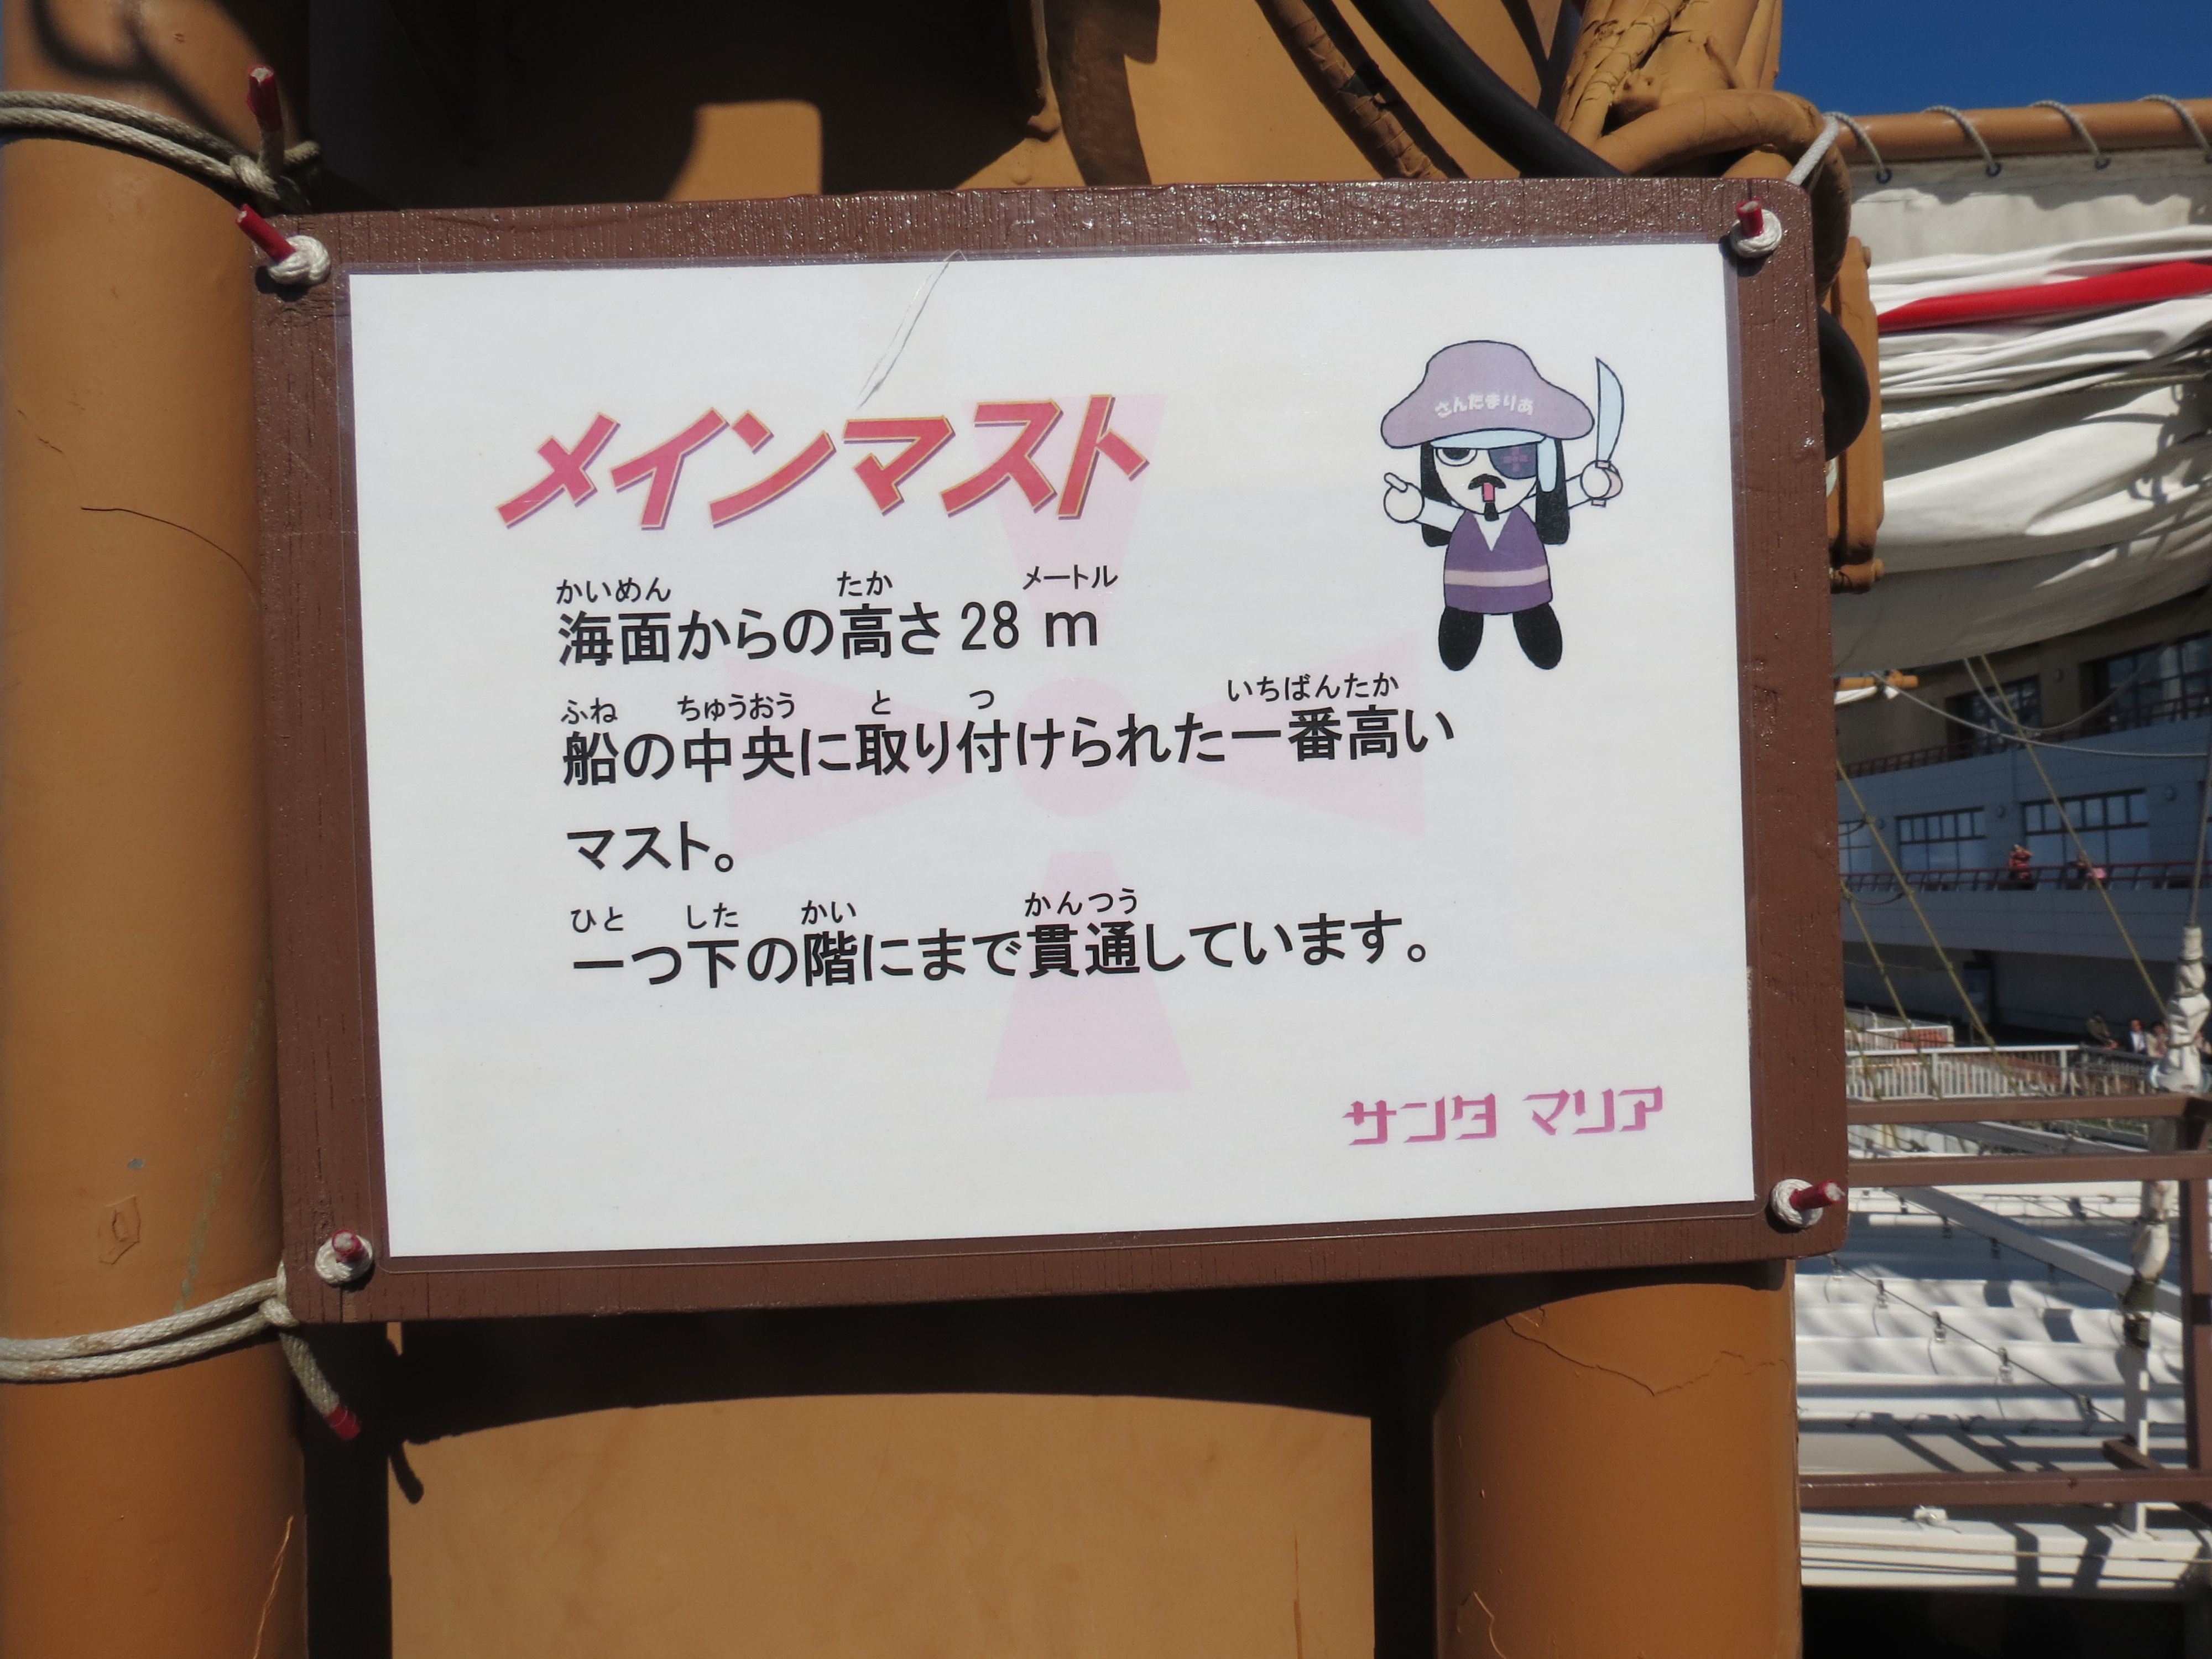 メインマスト
さんたまりあ
かいめん たか メートル
海面からの高さ 28 m
ふね ちゅうおう と つ いちばんたか
船の中央に取り付けられた一番高い
マスト。
ひと した かい かんつう
一つ下の階にまで貫通しています。
サンタ マリア